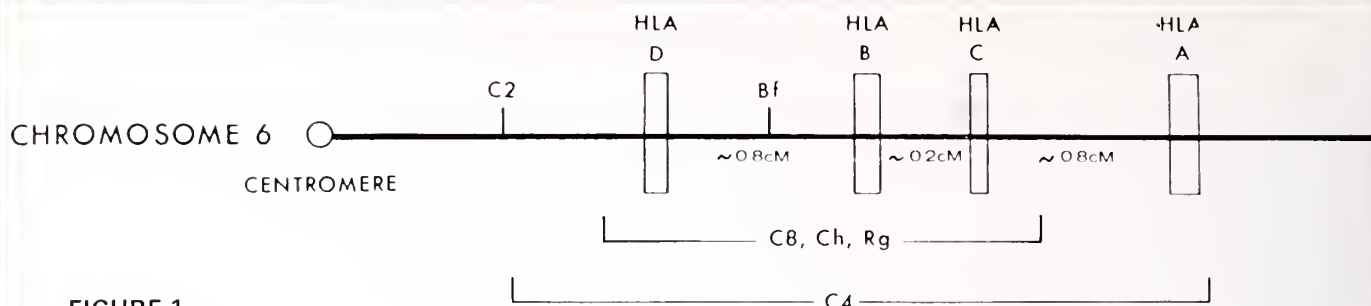 HLA HLA HLA HLA
D B C A
C2 Bf
CHROMOSOME 6
~0.8cM ~0.2cM ~0.8cM
CENTROMERE
C8, Ch, Rg
C4
FIGURE 1